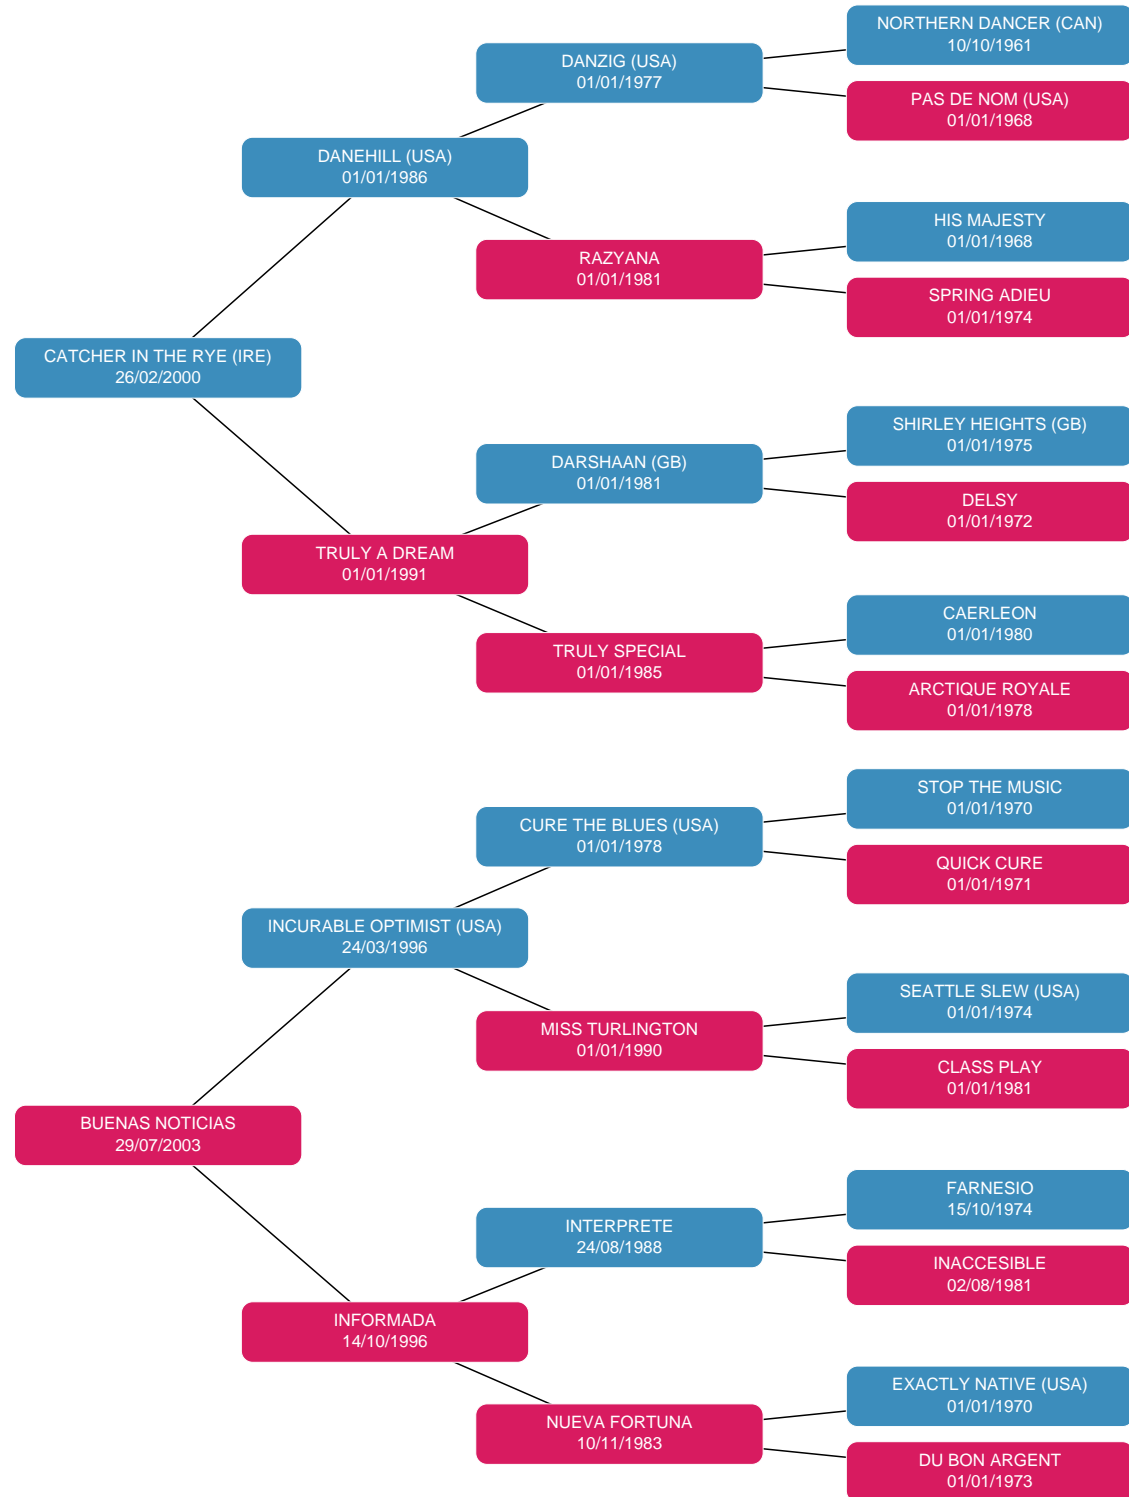 NORTHERN DANCER (CAN)
10/10/1961
DANZIG (USA)
01/01/1977
PAS DE NOM (USA)
01/01/1968
DANEHILL (USA)
01/01/1986
HIS MAJESTY
01/01/1968
RAZYANA
01/01/1981
SPRING ADIEU
01/01/1974
CATCHER IN THE RYE (IRE)
26/02/2000
SHIRLEY HEIGHTS (GB)
01/01/1975
DARSHAAN (GB)
01/01/1981
DELSY
01/01/1972
TRULY A DREAM
01/01/1991
CAERLEON
01/01/1980
TRULY SPECIAL
01/01/1985
ARCTIQUE ROYALE
01/01/1978
STOP THE MUSIC
01/01/1970
CURE THE BLUES (USA)
01/01/1978
QUICK CURE
01/01/1971
INCURABLE OPTIMIST (USA)
24/03/1996
SEATTLE SLEW (USA)
01/01/1974
MISS TURLINGTON
01/01/1990
CLASS PLAY
01/01/1981
BUENAS NOTICIAS
29/07/2003
FARNESIO
15/10/1974
INTERPRETE
24/08/1988
INACCESIBLE
02/08/1981
INFORMADA
14/10/1996
EXACTLY NATIVE (USA)
01/01/1970
NUEVA FORTUNA
10/11/1983
DU BON ARGENT
01/01/1973